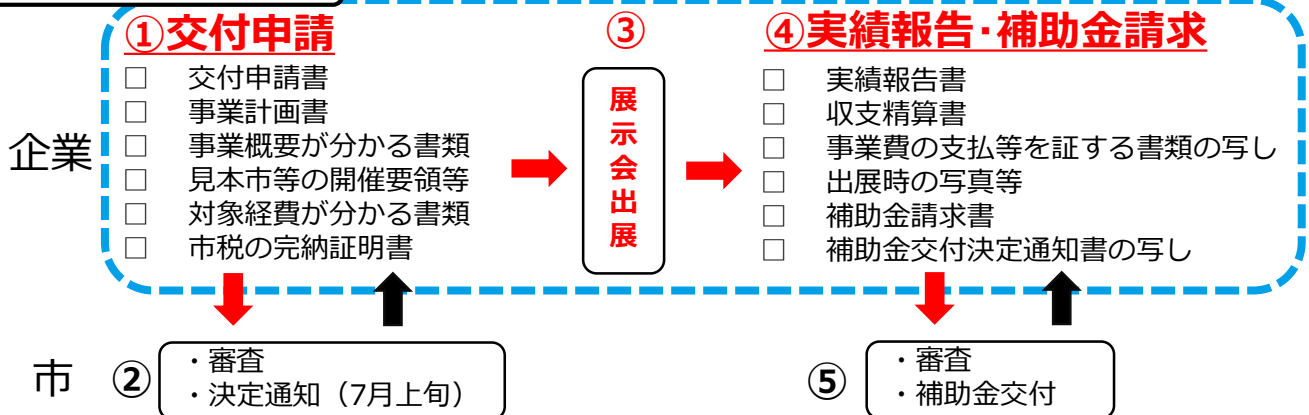 ①交付申請
□ 交付申請書
□ 事業計画書
□ 事業概要が分かる書類
□ 見本市等の開催要領等
□ 対象経費が分かる書類
□ 市税の完納証明書
企業
③
展示会出展
④実績報告・補助金請求
□ 実績報告書
□ 収支精算書
□ 事業費の支払等を証する書類の写し
□ 出展時の写真等
□ 補助金請求書
□ 補助金交付決定通知書の写し
市
②
・審査
・決定通知（7月上旬）
⑤
・審査
・補助金交付